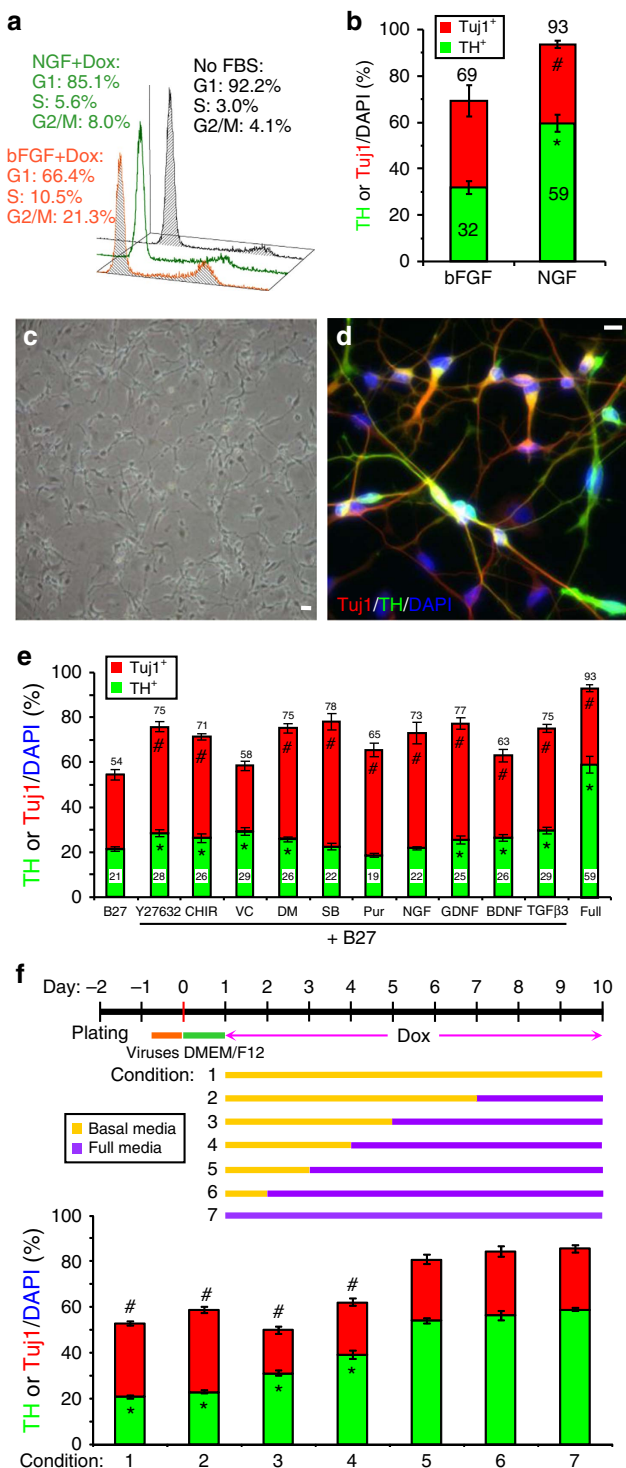 a
NGF+Dox:
G1: 85.1%
S: 5.6%
G2/M: 8.0%
No FBS:
G1: 92.2%
S: 3.0%
G2/M: 4.1%
bFGF+Dox:
G1: 66.4%
S: 10.5%
G2/M: 21.3%
b
Tuj1+
TH+
TH or Tuj1/DAPI (%)
100
80
60
40
20
0
69
93
#
*
32
59
bFGF NGF
c
d
Tuj1/TH/DAPI
e
Tuj1+
TH+
TH or Tuj1/DAPI (%)
100
80
60
40
20
0
54 75 71 58 75 78 65 73 77 63 75 93
# # # # # # # # #
* * * * * * * *
21 28 26 29 26 22 19 22 25 26 29 59
B27 Y27632 CHIR VC DM SB Pur NGF GDNF BDNF TGFβ3 Full
+ B27
f
Day: –2 –1 0 1 2 3 4 5 6 7 8 9 10
Plating
Viruses DMEM/F12
Dox
Condition: 1
2
3
4
5
6
7
Basal media
Full media
TH or Tuj1/DAPI (%)
100
80
60
40
20
0
# # # #
* * * *
Condition: 1 2 3 4 5 6 7